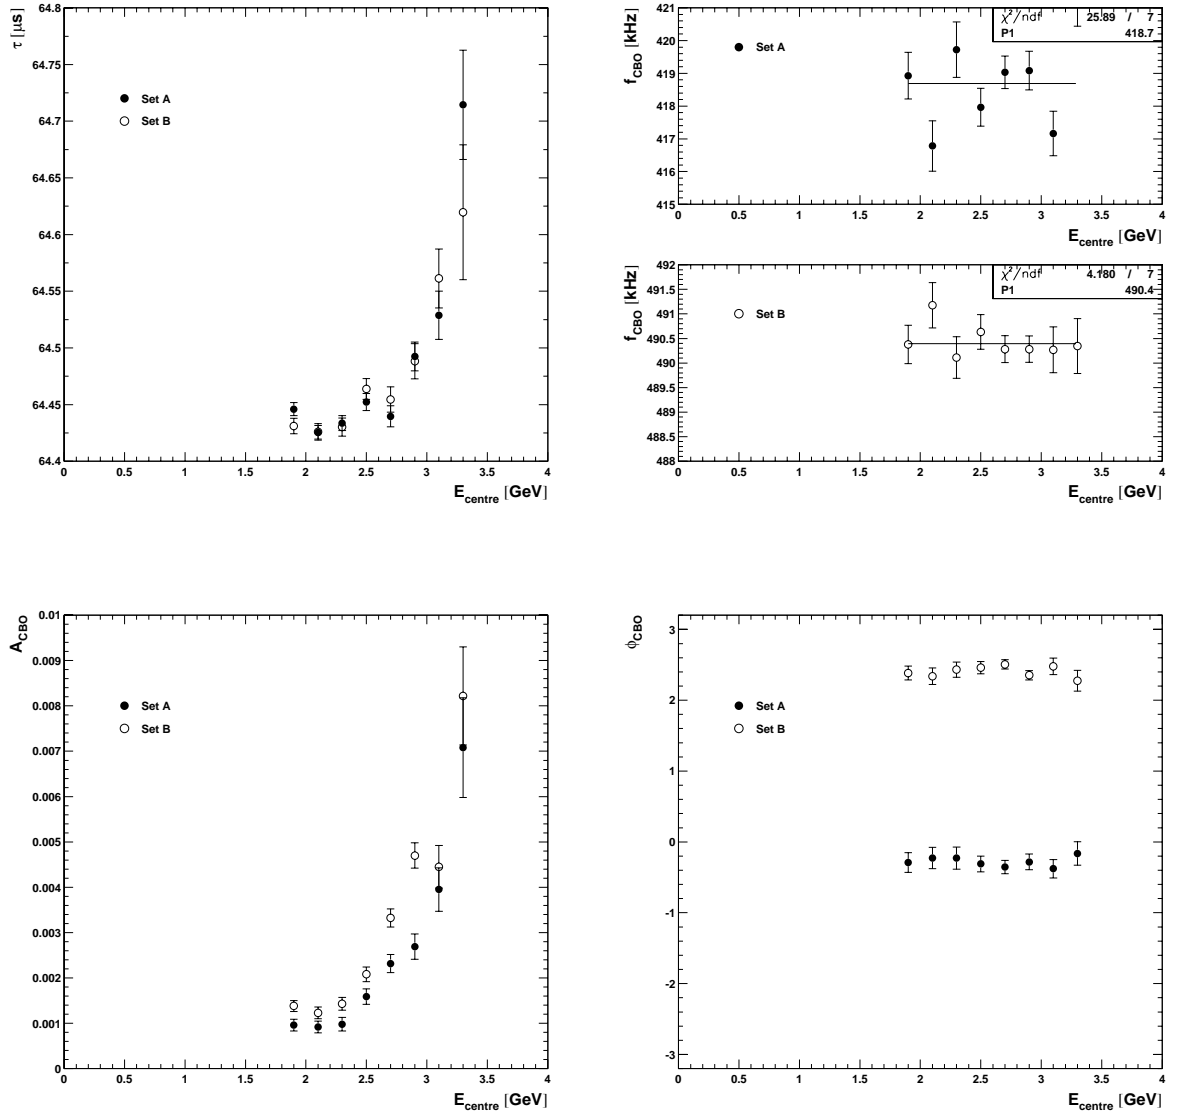 τ [μs]
64.8
64.75
64.7
64.65
64.6
64.55
64.5
64.45
64.4
Set A
Set B
0 0.5 1 1.5 2 2.5 3 3.5 4
E_centre [GeV]
f_CBO [kHz]
421
420
419
418
417
416
415
χ²/ndf 25.89 / 7
P1 418.7
Set A
0 0.5 1 1.5 2 2.5 3 3.5 4
E_centre [GeV]
f_CBO [kHz]
492
491.5
491
490.5
490
489.5
489
488.5
488
χ²/ndf 4.180 / 7
P1 490.4
Set B
0 0.5 1 1.5 2 2.5 3 3.5 4
E_centre [GeV]
A_CBO
0.01
0.009
0.008
0.007
0.006
0.005
0.004
0.003
0.002
0.001
0
Set A
Set B
0 0.5 1 1.5 2 2.5 3 3.5 4
E_centre [GeV]
ϕ_CBO
3
2
1
-0
-1
-2
-3
Set A
Set B
0 0.5 1 1.5 2 2.5 3 3.5 4
E_centre [GeV]